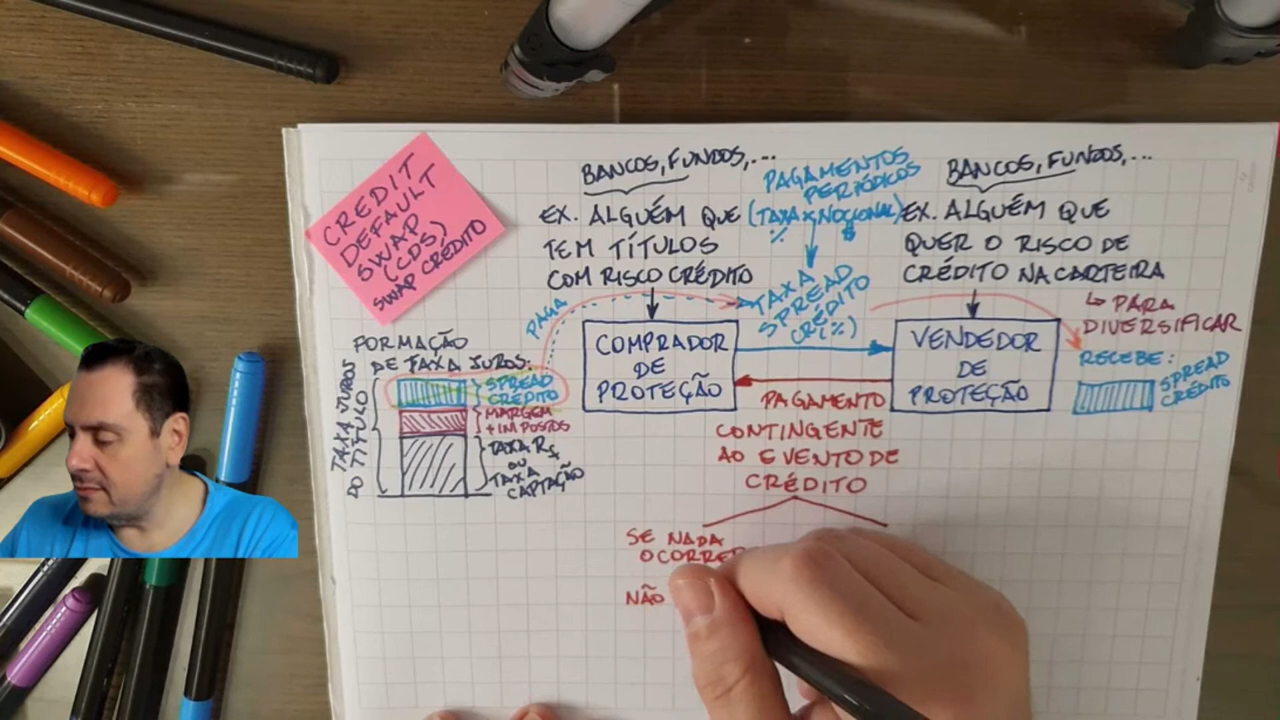 CREDIT
DEFAULT
SWAP
(CDS)
SWAP CRÉDITO
BANCOS, FUNDOS,...
EX. ALGUÉM QUE
TEM TÍTULOS
COM RISCO CRÉDITO
PAGAMENTOS
PERIÓDICOS
(TAXA x NOCIONAL)
% $
BANCOS, FUNDOS,...
EX. ALGUÉM QUE
QUER O RISCO DE
CRÉDITO NA CARTEIRA
↳ PARA
DIVERSIFICAR
PAGA
TAXA
SPREAD
CRÉDITO
CR(%)
FORMAÇÃO
DE TAXA JUROS:
TAXA JUROS
DO TÍTULO
SPREAD
CRÉDITO
MARGEM
+ IMPOSTOS
TAXA Rf
OU
TAXA
CAPTAÇÃO
COMPRADOR
DE
PROTEÇÃO
VENDEDOR
DE
PROTEÇÃO
RECEBE:
SPREAD
CRÉDITO
PAGAMENTO
CONTINGENTE
AO EVENTO DE
CRÉDITO
SE NADA
OCORRER
NÃO